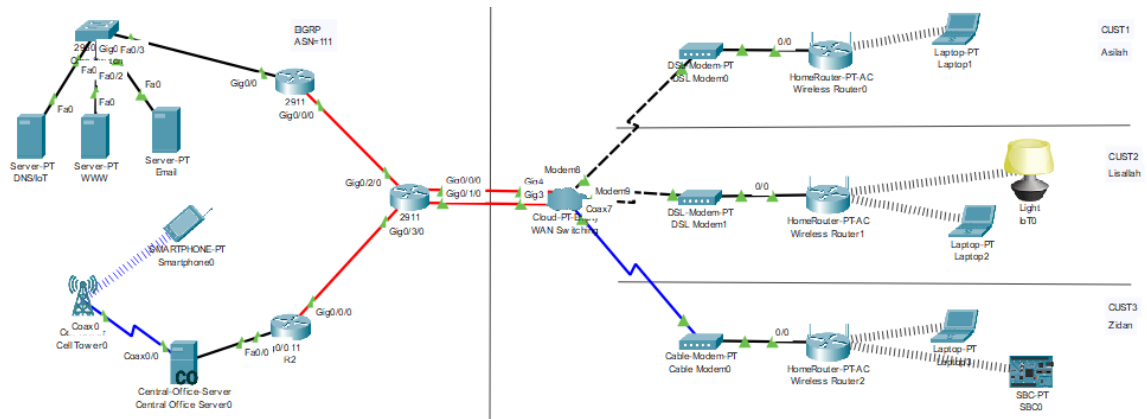 EIGRP
ASN=111
Gig0
Fa0/3
Fa0
Fa0/2
Fa0
Fa0
Server-PT
DNS/IoT
Server-PT
WWW
Server-PT
Email
Gig0/0
2911
Gig0/0/0
Gig0/2/0
2911
Gig0/3/0
Gig0/0/0
Gig0/1/0
Gig4
Gig3
Modem8
Modem9
Coax7
WAN Switching
SMARTPHONE-PT
Smartphone0
Coax0
Cell Tower0
Coax0/0
CO
Central-Office-Server
Central Office Server0
Fa0/0
Gig0/0/0
R2
DSL-Modem-PT
DSL Modem0
0/0
HomeRouter-PT-AC
Wireless Router0
Laptop-PT
Laptop1
CUST1
Asilah
DSL-Modem-PT
DSL Modem1
0/0
HomeRouter-PT-AC
Wireless Router1
Light
IoT0
Laptop-PT
Laptop2
CUST2
Lisallah
Cable-Modem-PT
Cable Modem0
0/0
HomeRouter-PT-AC
Wireless Router2
Laptop-PT
Laptop3
SBC-PT
SBC0
CUST3
Zidan